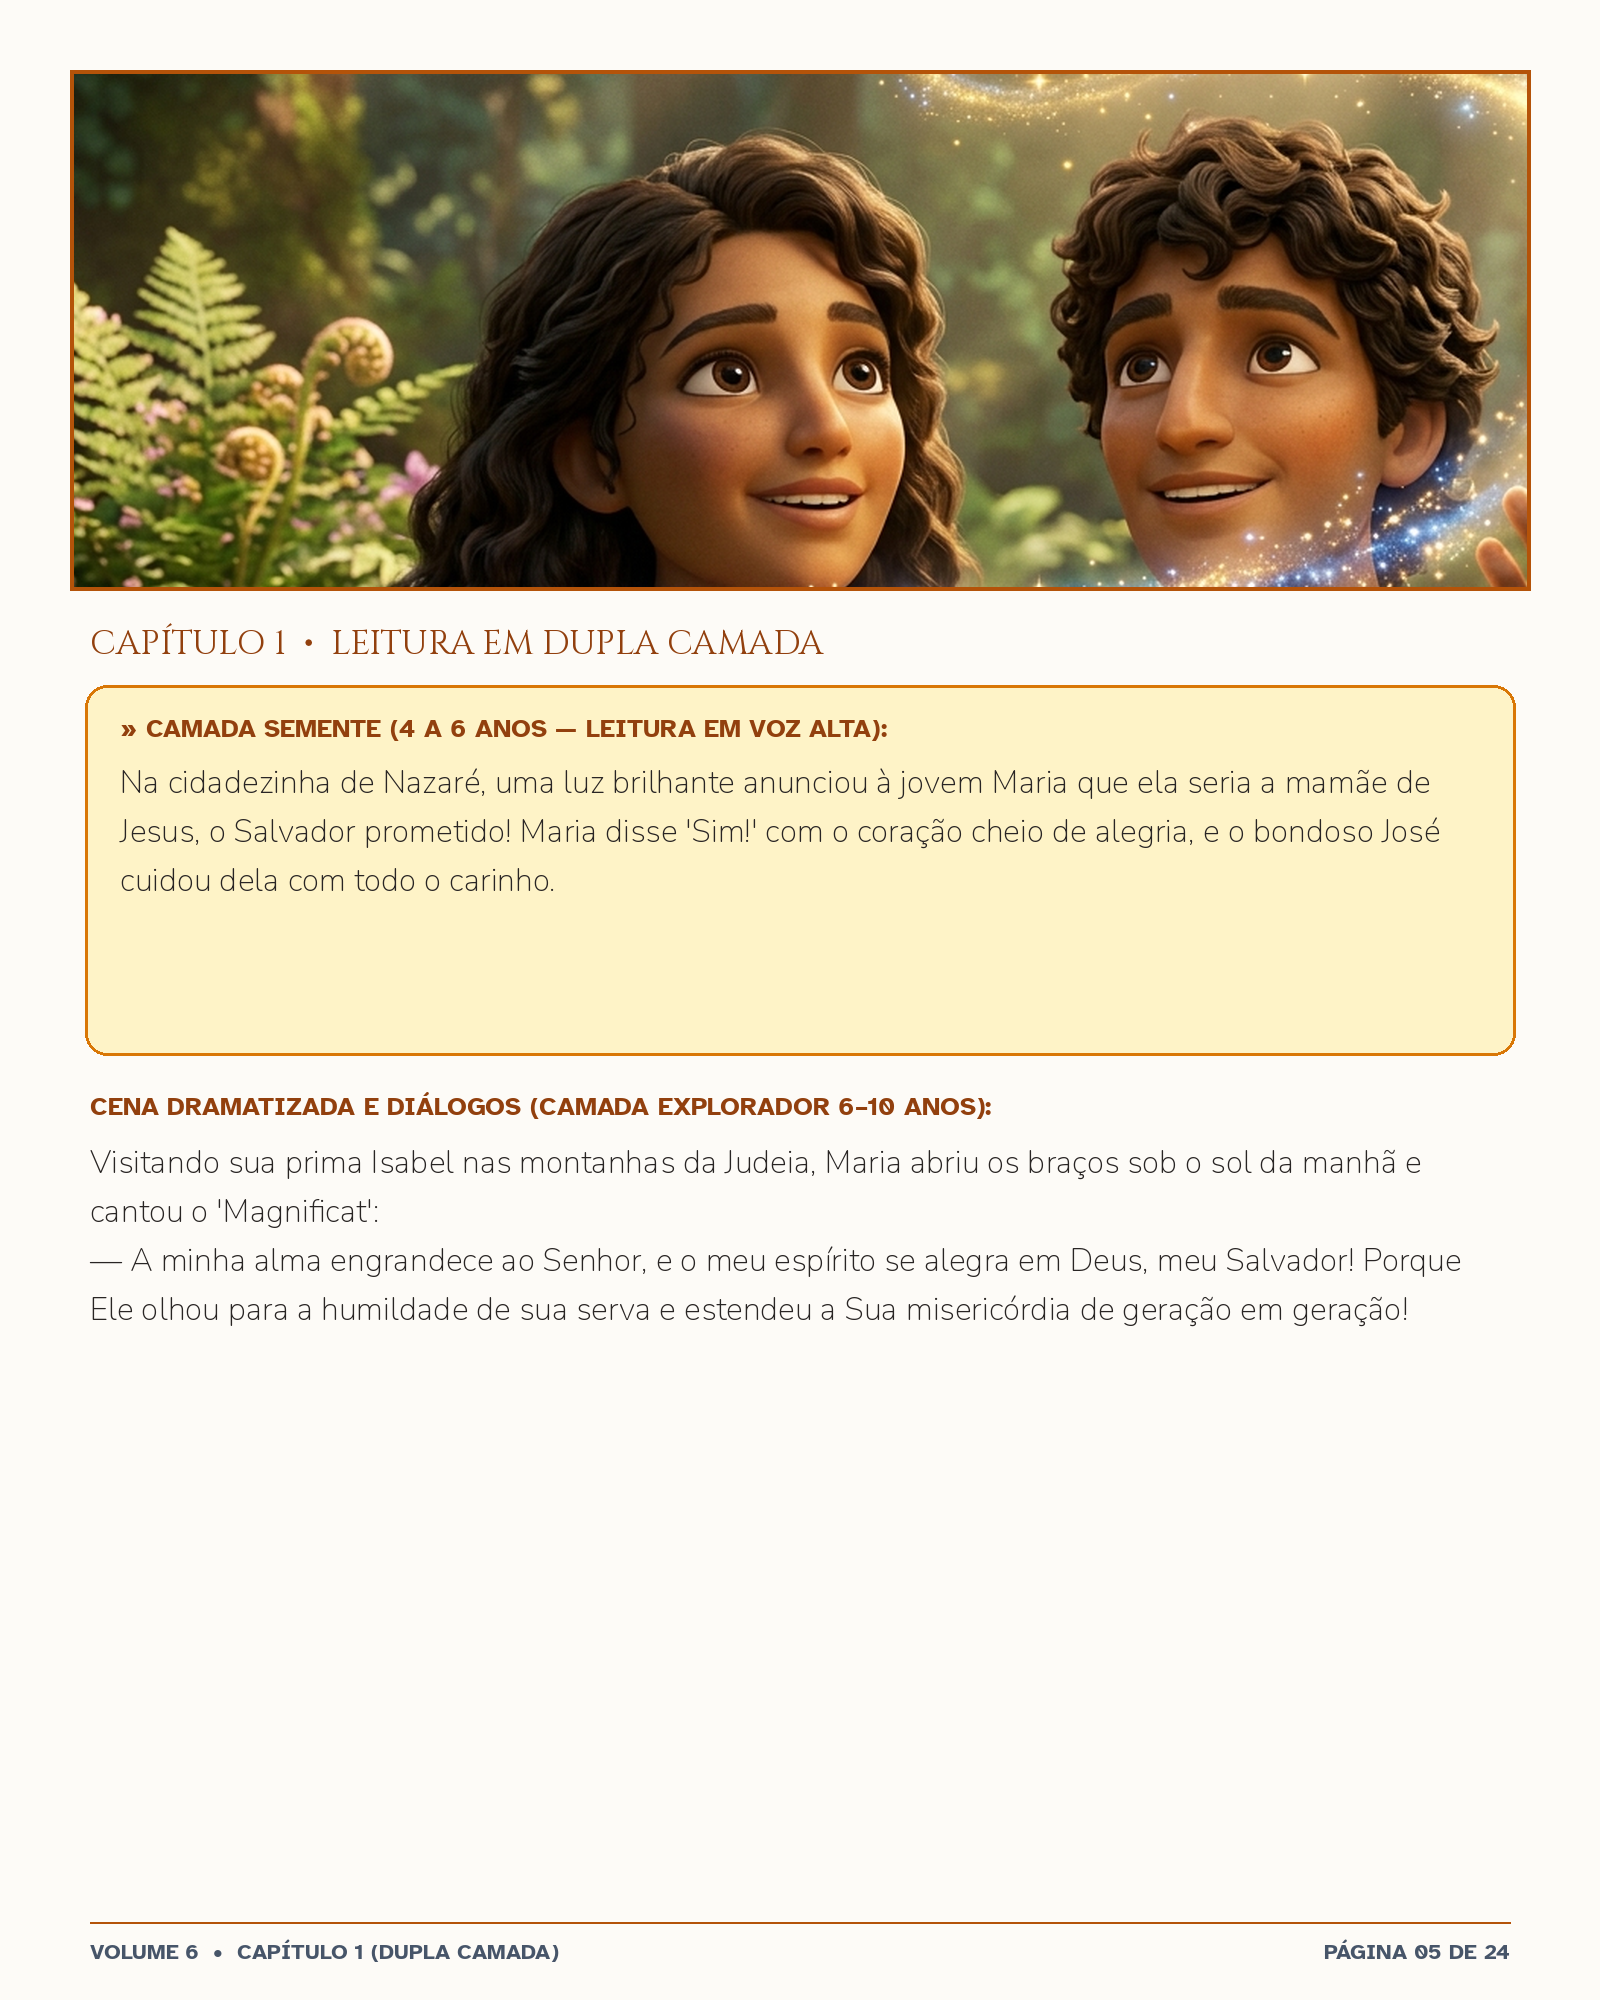 CAPÍTULO 1 • LEITURA EM DUPLA CAMADA
» CAMADA SEMENTE (4 A 6 ANOS — LEITURA EM VOZ ALTA):
Na cidadezinha de Nazaré, uma luz brilhante anunciou à jovem Maria que ela seria a mamãe de
Jesus, o Salvador prometido! Maria disse 'Sim!' com o coração cheio de alegria, e o bondoso José
cuidou dela com todo o carinho.
CENA DRAMATIZADA E DIÁLOGOS (CAMADA EXPLORADOR 6–10 ANOS):
Visitando sua prima Isabel nas montanhas da Judeia, Maria abriu os braços sob o sol da manhã e
cantou o 'Magnificat':
— A minha alma engrandece ao Senhor, e o meu espírito se alegra em Deus, meu Salvador! Porque
Ele olhou para a humildade de sua serva e estendeu a Sua misericórdia de geração em geração!
VOLUME 6 • CAPÍTULO 1 (DUPLA CAMADA)
PÁGINA 05 DE 24